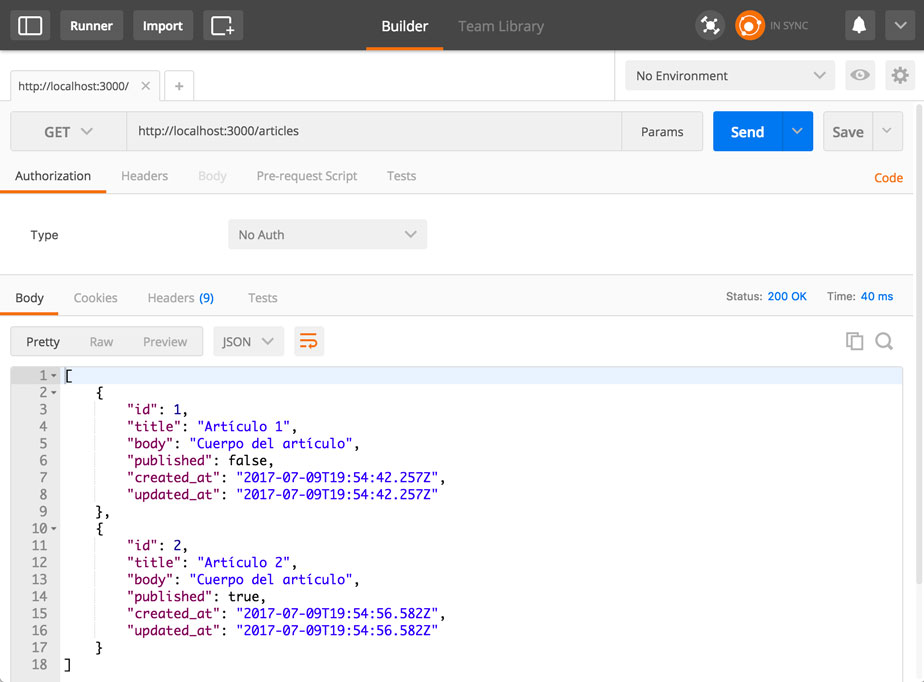 Runner Import Builder Team Library IN SYNC
http://localhost:3000/ No Environment
GET http://localhost:3000/articles Params Send Save
Authorization Headers Body Pre-request Script Tests Code
Type No Auth
Body Cookies Headers (9) Tests Status: 200 OK Time: 40 ms
Pretty Raw Preview JSON
1 [
2 {
3 "id": 1,
4 "title": "Artículo 1",
5 "body": "Cuerpo del artículo",
6 "published": false,
7 "created_at": "2017-07-09T19:54:42.257Z",
8 "updated_at": "2017-07-09T19:54:42.257Z"
9 },
10 {
11 "id": 2,
12 "title": "Artículo 2",
13 "body": "Cuerpo del artículo",
14 "published": true,
15 "created_at": "2017-07-09T19:54:56.582Z",
16 "updated_at": "2017-07-09T19:54:56.582Z"
17 }
18 ]